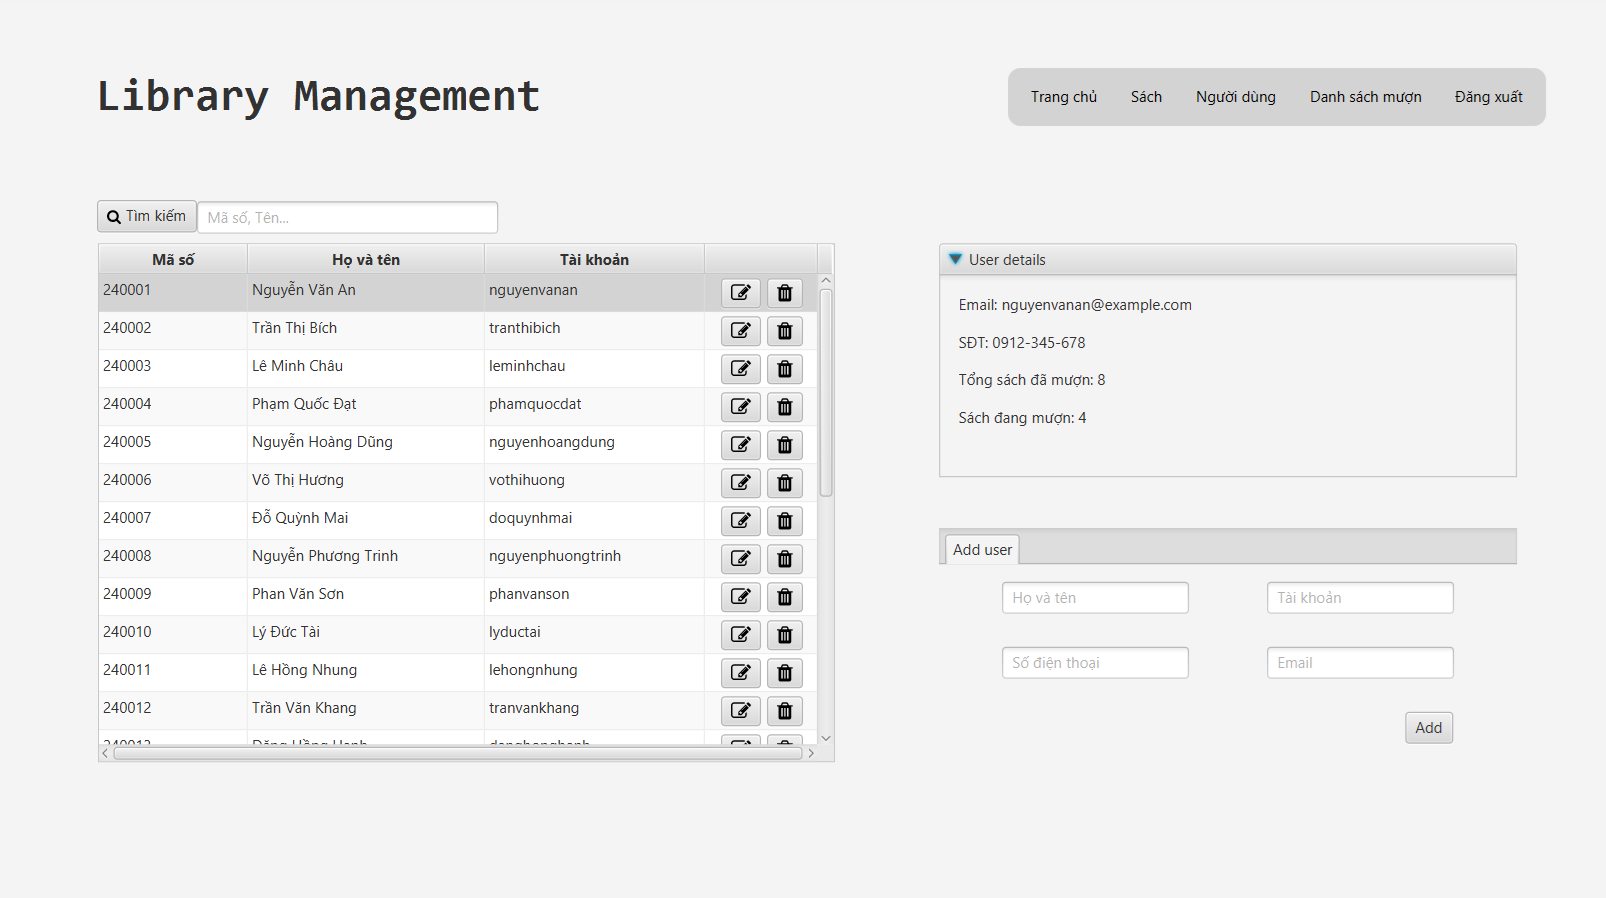 Library Management
Trang chủ Sách Người dùng Danh sách mượn Đăng xuất
Tìm kiếm Mã số, Tên...
Mã số Họ và tên Tài khoản
240001 Nguyễn Văn An nguyenvanan
240002 Trần Thị Bích tranthibich
240003 Lê Minh Châu leminhchau
240004 Phạm Quốc Đạt phamquocdat
240005 Nguyễn Hoàng Dũng nguyenhoangdung
240006 Võ Thị Hương vothihuong
240007 Đỗ Quỳnh Mai doquynhmai
240008 Nguyễn Phương Trinh nguyenphuongtrinh
240009 Phan Văn Sơn phanvanson
240010 Lý Đức Tài lyductai
240011 Lê Hồng Nhung lehongnhung
240012 Trần Văn Khang tranvankhang
User details
Email: nguyenvanan@example.com
SĐT: 0912-345-678
Tổng sách đã mượn: 8
Sách đang mượn: 4
Add user
Họ và tên Tài khoản
Số điện thoại Email
Add